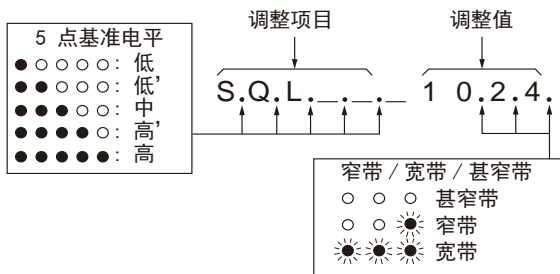 调整项目 调整值
5 点基准电平
● ○ ○ ○ ○ : 低
● ● ○ ○ ○ : 低'
● ● ● ○ ○ : 中
● ● ● ● ○ : 高'
● ● ● ● ● : 高
S.Q.L._._._ 1 0.2.4.
窄带 / 宽带 / 甚窄带
○ ○ ○ 甚窄带
○ ○ ● 窄带
● ● ● 宽带